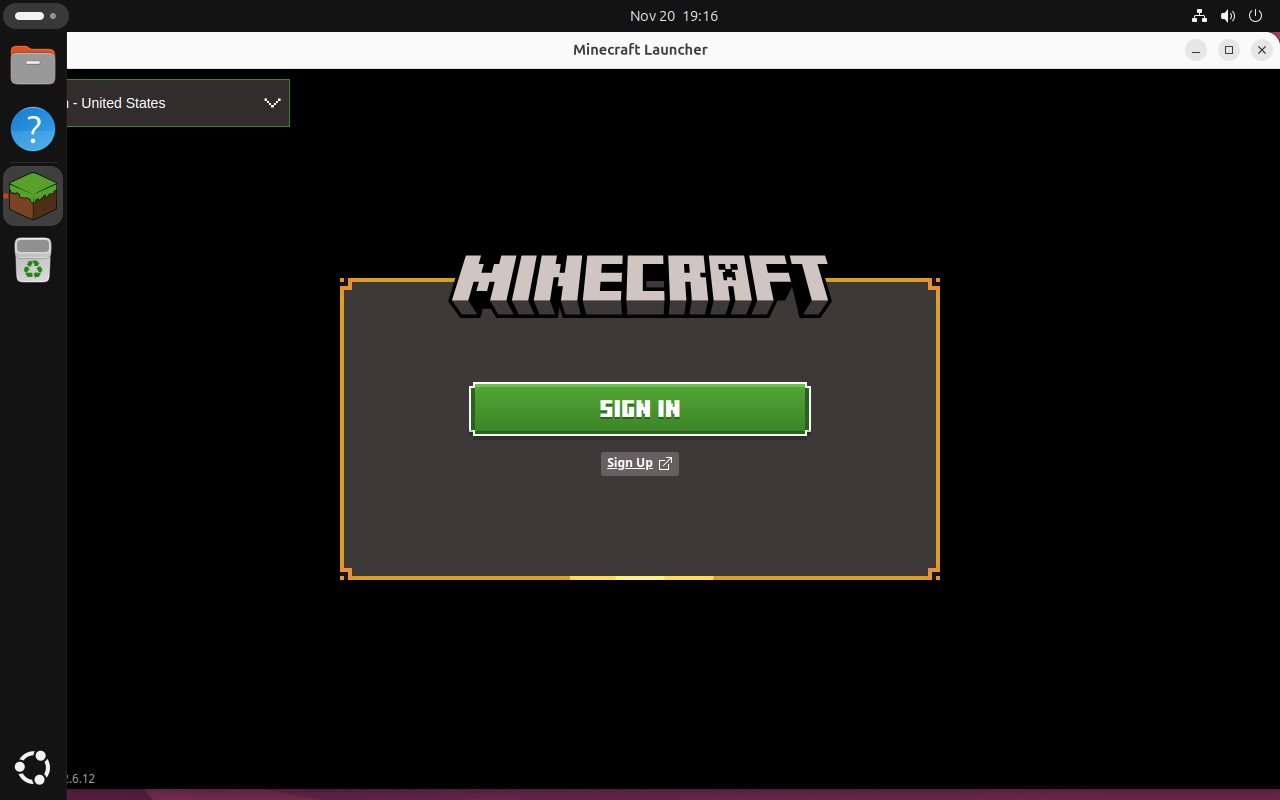 Nov 20 19:16
Minecraft Launcher
- United States
MINECRAFT
SIGN IN
Sign Up
.6.12